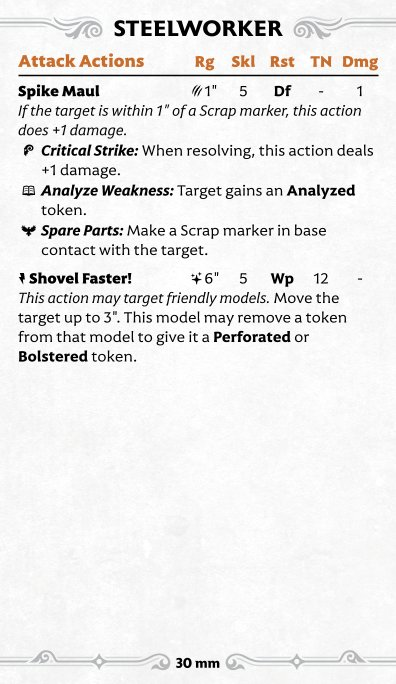 STEELWORKER
Attack Actions Rg Skl Rst TN Dmg
Spike Maul 1" 5 Df - 1
If the target is within 1" of a Scrap marker, this action
does +1 damage.
Critical Strike: When resolving, this action deals
+1 damage.
Analyze Weakness: Target gains an Analyzed
token.
Spare Parts: Make a Scrap marker in base
contact with the target.
Shovel Faster! 6" 5 Wp 12 -
This action may target friendly models. Move the
target up to 3". This model may remove a token
from that model to give it a Perforated or
Bolstered token.
30 mm